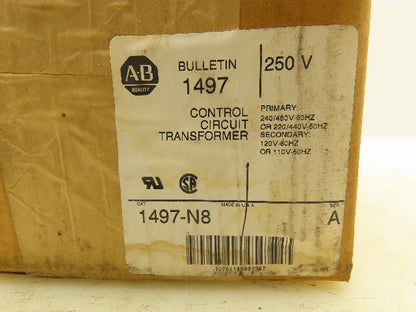 AB
QUALITY
BULLETIN
1497
250 V
CONTROL
CIRCUIT
TRANSFORMER
PRIMARY:
240/480V-60HZ
OR 220/440V-50HZ
SECONDARY:
120V-60HZ
OR 110V-50HZ
CAT
MADE IN U.S.A.
SER
1497-N8
A